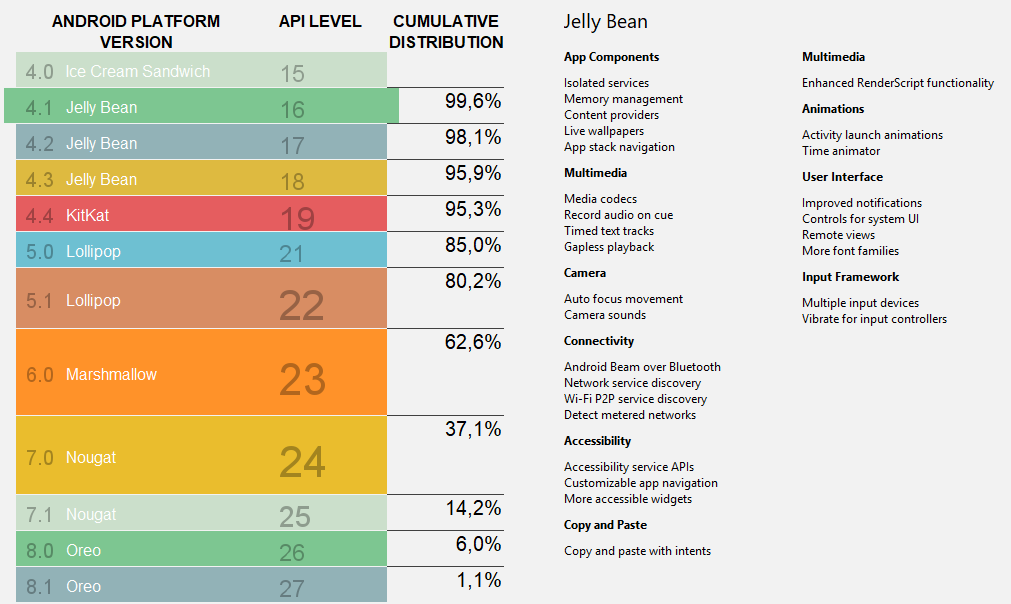 ANDROID PLATFORM
VERSION
API LEVEL
CUMULATIVE
DISTRIBUTION
4.0 Ice Cream Sandwich 15
99,6%
4.1 Jelly Bean 16
98,1%
4.2 Jelly Bean 17
95,9%
4.3 Jelly Bean 18
95,3%
4.4 KitKat 19
85,0%
5.0 Lollipop 21
80,2%
5.1 Lollipop 22
62,6%
6.0 Marshmallow 23
37,1%
7.0 Nougat 24
14,2%
7.1 Nougat 25
6,0%
8.0 Oreo 26
1,1%
8.1 Oreo 27
Jelly Bean
App Components
Isolated services
Memory management
Content providers
Live wallpapers
App stack navigation
Multimedia
Media codecs
Record audio on cue
Timed text tracks
Gapless playback
Camera
Auto focus movement
Camera sounds
Connectivity
Android Beam over Bluetooth
Network service discovery
Wi-Fi P2P service discovery
Detect metered networks
Accessibility
Accessibility service APIs
Customizable app navigation
More accessible widgets
Copy and Paste
Copy and paste with intents
Multimedia
Enhanced RenderScript functionality
Animations
Activity launch animations
Time animator
User Interface
Improved notifications
Controls for system UI
Remote views
More font families
Input Framework
Multiple input devices
Vibrate for input controllers